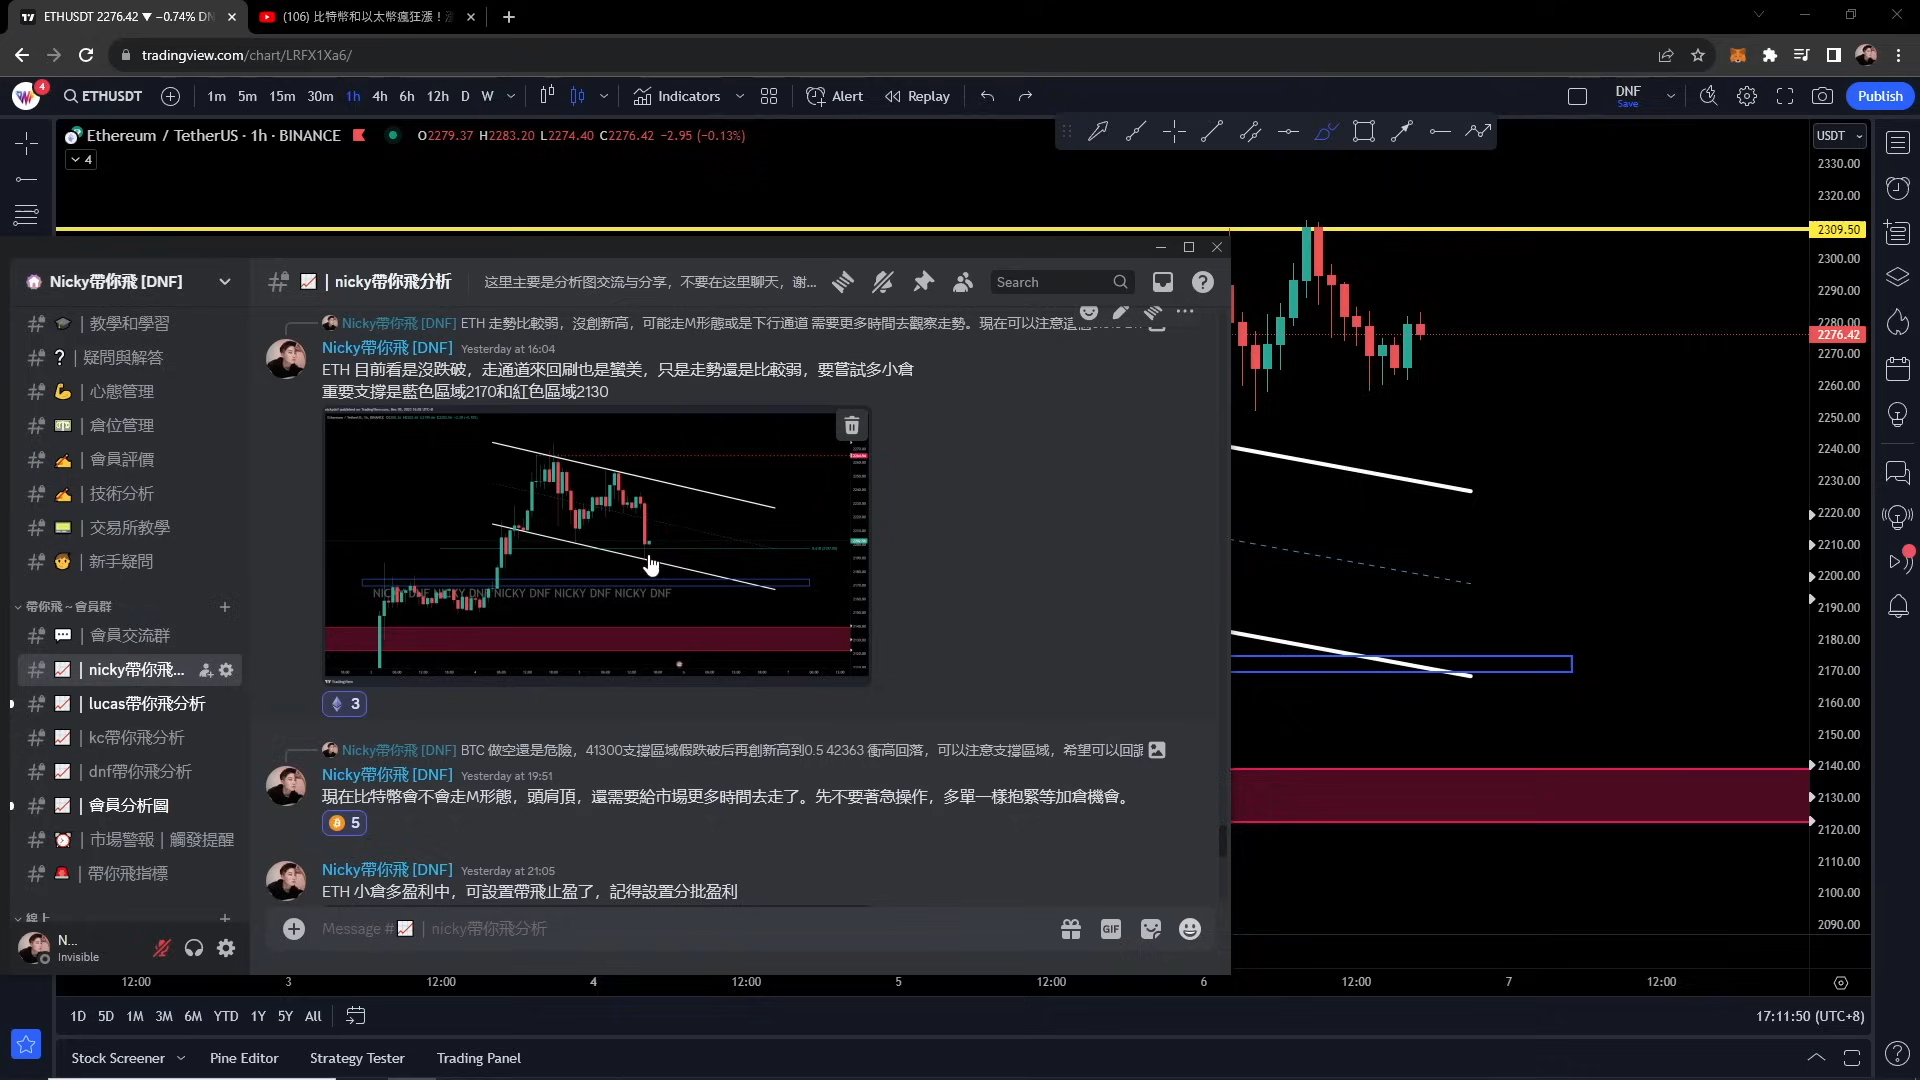 ETHUSDT 2276.42 ▼ −0.74% DN
(106) 比特幣和以太幣瘋狂漲！
tradingview.com/chart/LRFX1Xa6/
4
ETHUSDT
1m 5m 15m 30m 1h 4h 6h 12h D W
Indicators
Alert
Replay
DNF
Save
Publish
Ethereum / TetherUS · 1h · BINANCE
O2279.37 H2283.20 L2274.40 C2276.42 −2.95 (−0.13%)
4
USDT
2330.00
2320.00
2309.50
2300.00
2290.00
2280.00
2276.42
2270.00
2260.00
2250.00
2240.00
2230.00
2220.00
2210.00
2200.00
2190.00
2180.00
2170.00
2160.00
2150.00
2140.00
2130.00
2120.00
2110.00
2100.00
2090.00
Nicky帶你飛 [DNF]
| 教學和學習
| 疑問與解答
| 心態管理
| 倉位管理
| 會員評價
| 技術分析
| 交易所教學
| 新手疑問
帶你飛～會員群
| 會員交流群
| nicky帶你飛...
| lucas帶你飛分析
| kc帶你飛分析
| dnf帶你飛分析
| 會員分析圖
| 市場警報｜觸發提醒
| 帶你飛指標
線上
N...
Invisible
| nicky帶你飛分析
这里主要是分析图交流与分享，不要在这里聊天，谢...
Search
Nicky帶你飛 [DNF] ETH 走勢比較弱，沒創新高，可能走M形態或是下行通道 需要更多時間去觀察走勢。現在可以注意這個
Nicky帶你飛 [DNF] Yesterday at 16:04
ETH 目前看是沒跌破，走通道來回刷也是蠻美，只是走勢還是比較弱，要嘗試多小倉
重要支撐是藍色區域2170和紅色區域2130
NICKY DNF NICKY DNF NICKY DNF NICKY DNF NICKY DNF
TradingView
3
Nicky帶你飛 [DNF] BTC 做空還是危險，41300支撐區域假跌破后再創新高到0.5 42363 衝高回落，可以注意支撐區域，希望可以回調
Nicky帶你飛 [DNF] Yesterday at 19:51
現在比特幣會不會走M形態，頭肩頂，還需要給市場更多時間去走了。先不要著急操作，多單一樣抱緊等加倉機會。
5
Nicky帶你飛 [DNF] Yesterday at 21:05
ETH 小倉多盈利中，可設置帶飛止盈了，記得設置分批盈利
Message # | nicky帶你飛分析
GIF
12:00 3 12:00 4 12:00 5 12:00 6 12:00 7 12:00
1D 5D 1M 3M 6M YTD 1Y 5Y All
17:11:50 (UTC+8)
Stock Screener Pine Editor Strategy Tester Trading Panel